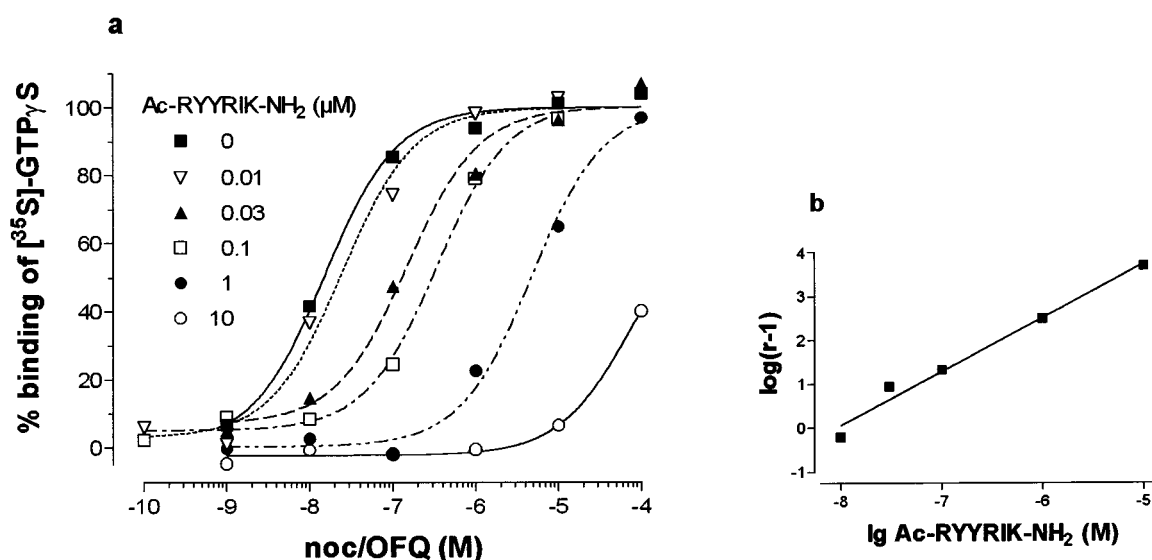 a
% binding of [³⁵S]-GTPγS
100
80
60
40
20
0
Ac-RYYRIK-NH₂ (µM)
0
0.01
0.03
0.1
1
10
-10 -9 -8 -7 -6 -5 -4
noc/OFQ (M)
b
log(r-1)
4
3
2
1
0
-1
-8 -7 -6 -5
lg Ac-RYYRIK-NH₂ (M)